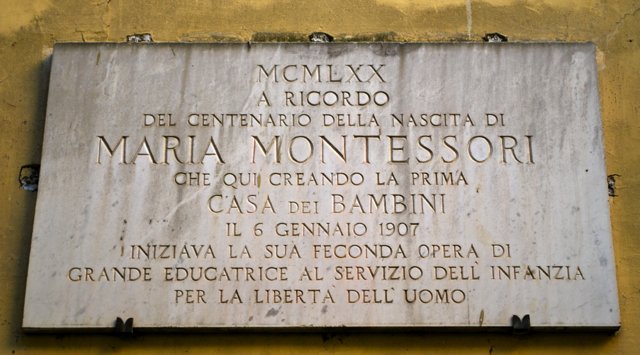 MCMLXX
A RICORDO
DEL CENTENARIO DELLA NASCITA DI
MARIA MONTESSORI
CHE QUI CREANDO LA PRIMA
CASA DEI BAMBINI
IL 6 GENNAIO 1907
INIZIAVA LA SUA FECONDA OPERA DI
GRANDE EDUCATRICE AL SERVIZIO DELL'INFANZIA
PER LA LIBERTA DELL'UOMO